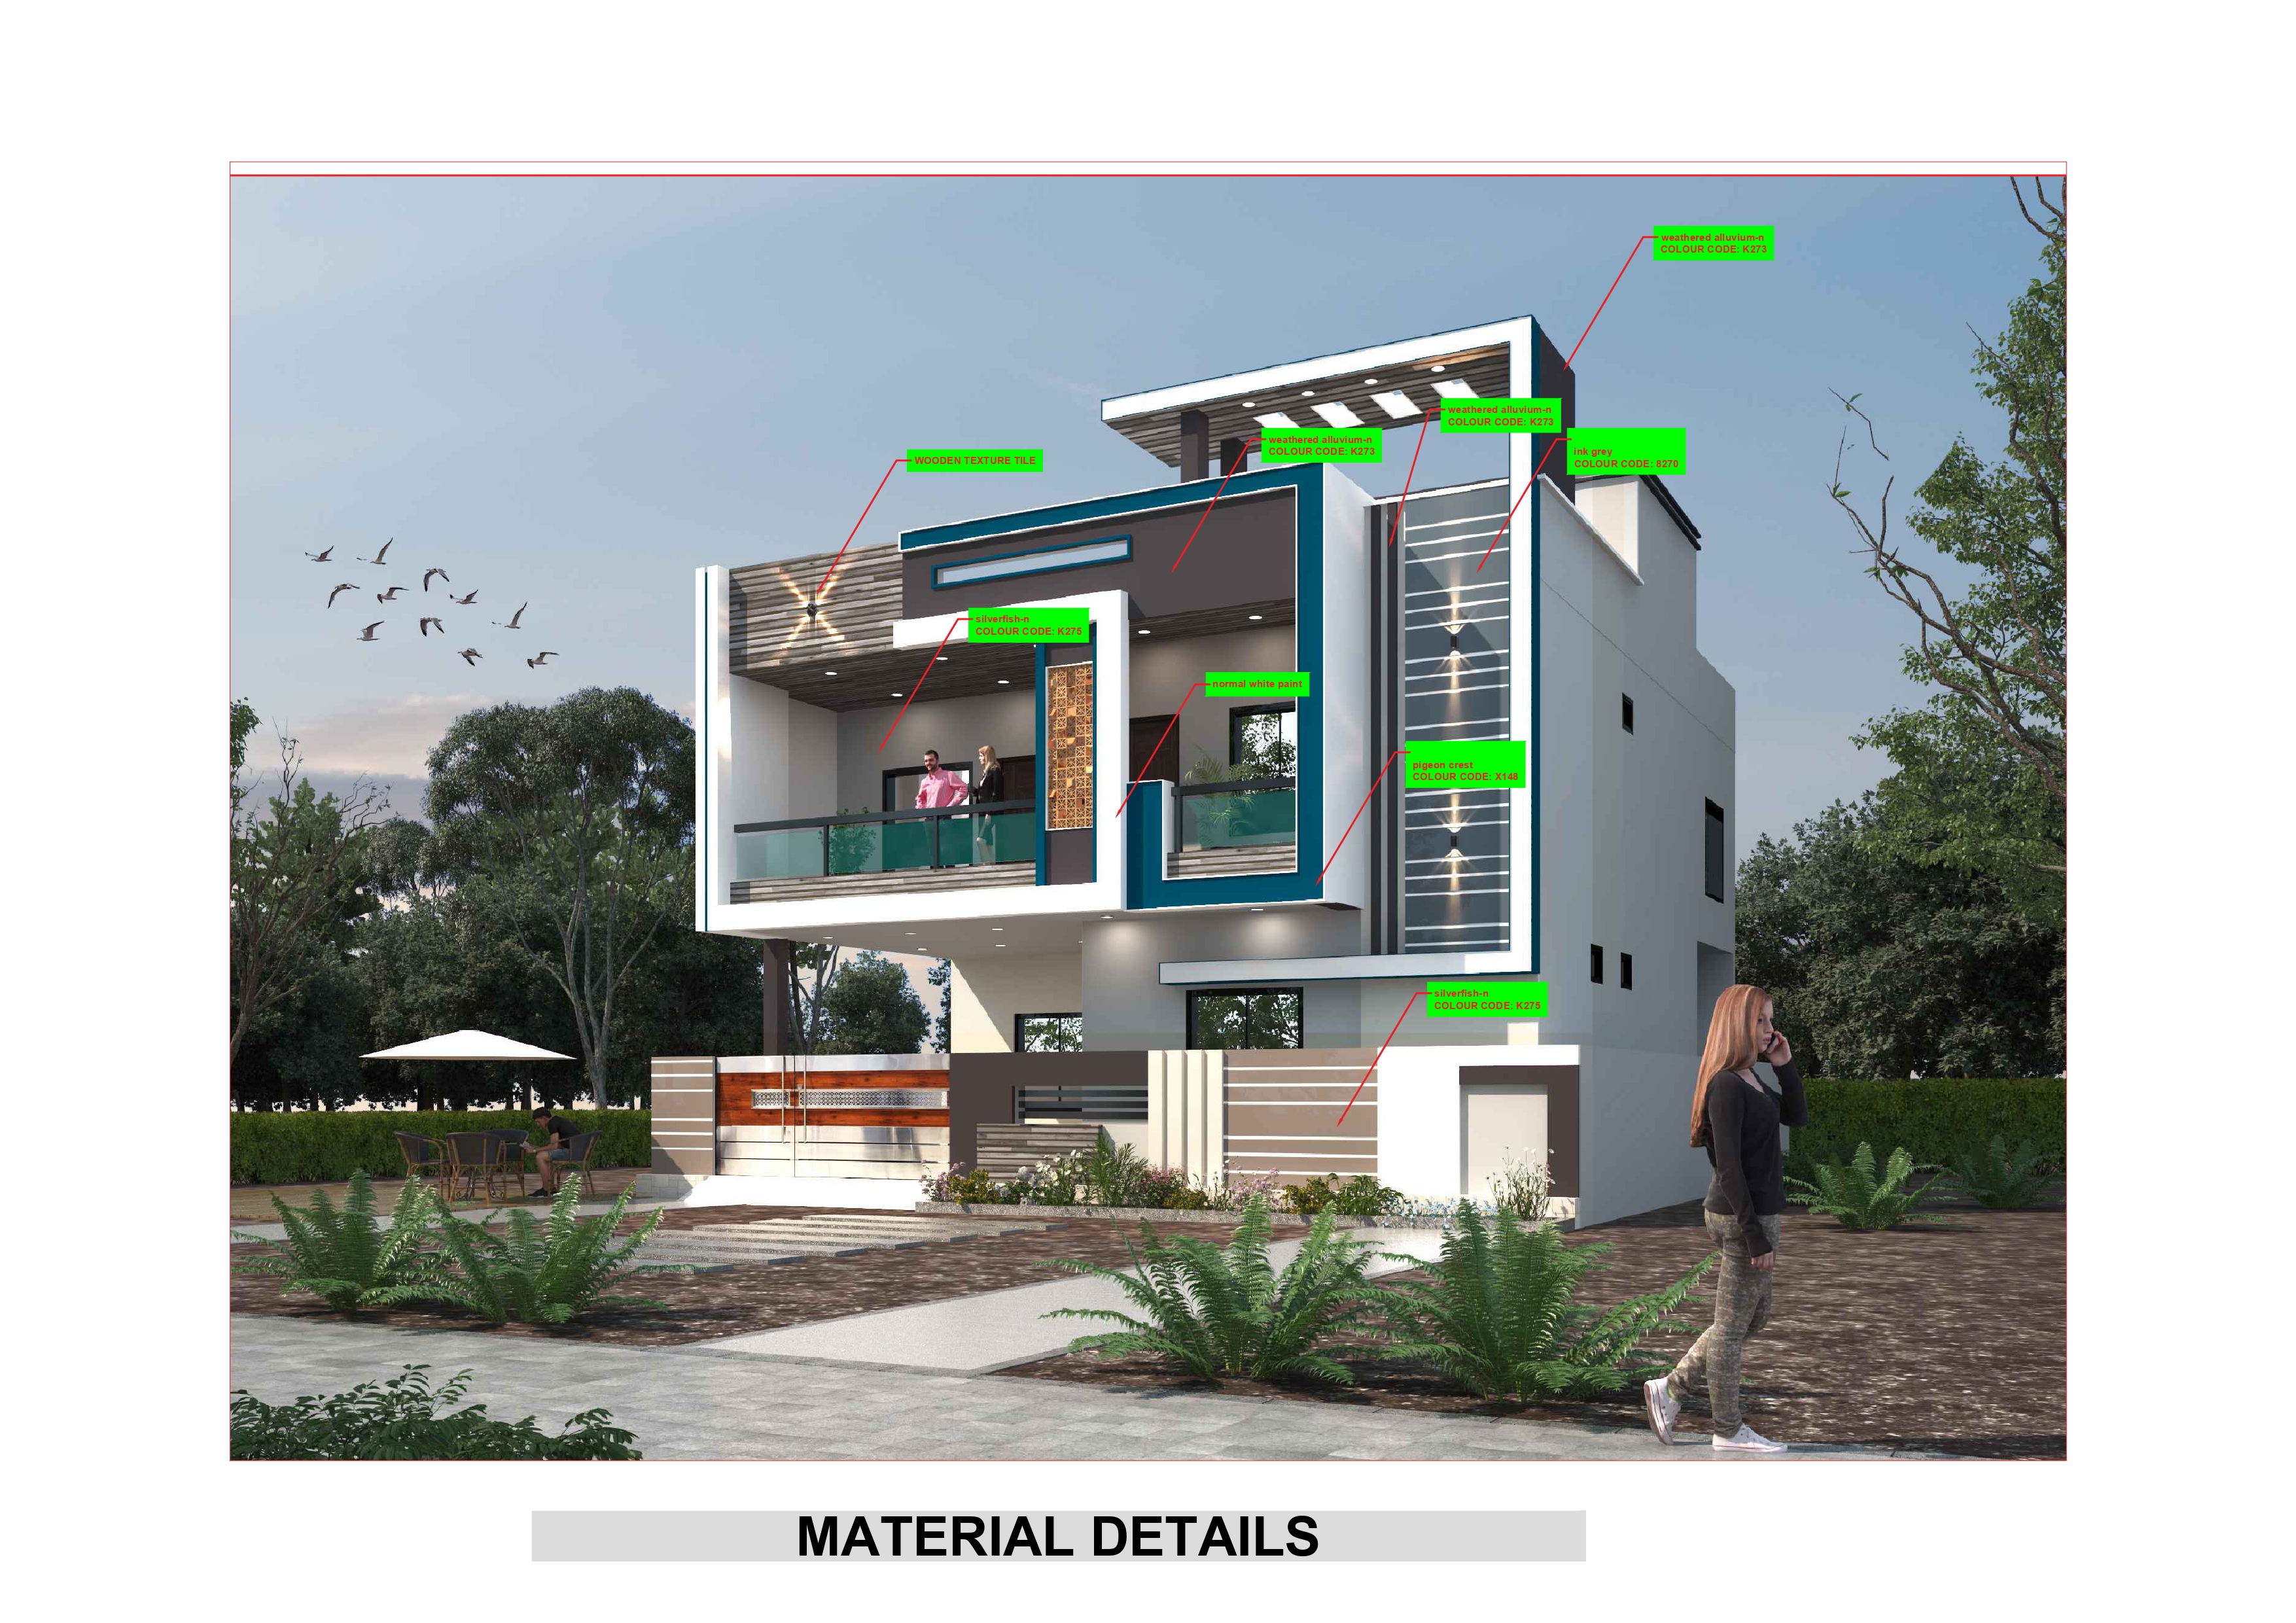 weathered alluvium-n
COLOUR CODE: K273
weathered alluvium-n
COLOUR CODE: K273
weathered alluvium-n
COLOUR CODE: K273
ink grey
COLOUR CODE: 8270
WOODEN TEXTURE TILE
silverfish-n
COLOUR CODE: K275
normal white paint
pigeon crest
COLOUR CODE: X148
silverfish-n
COLOUR CODE: K275
MATERIAL DETAILS